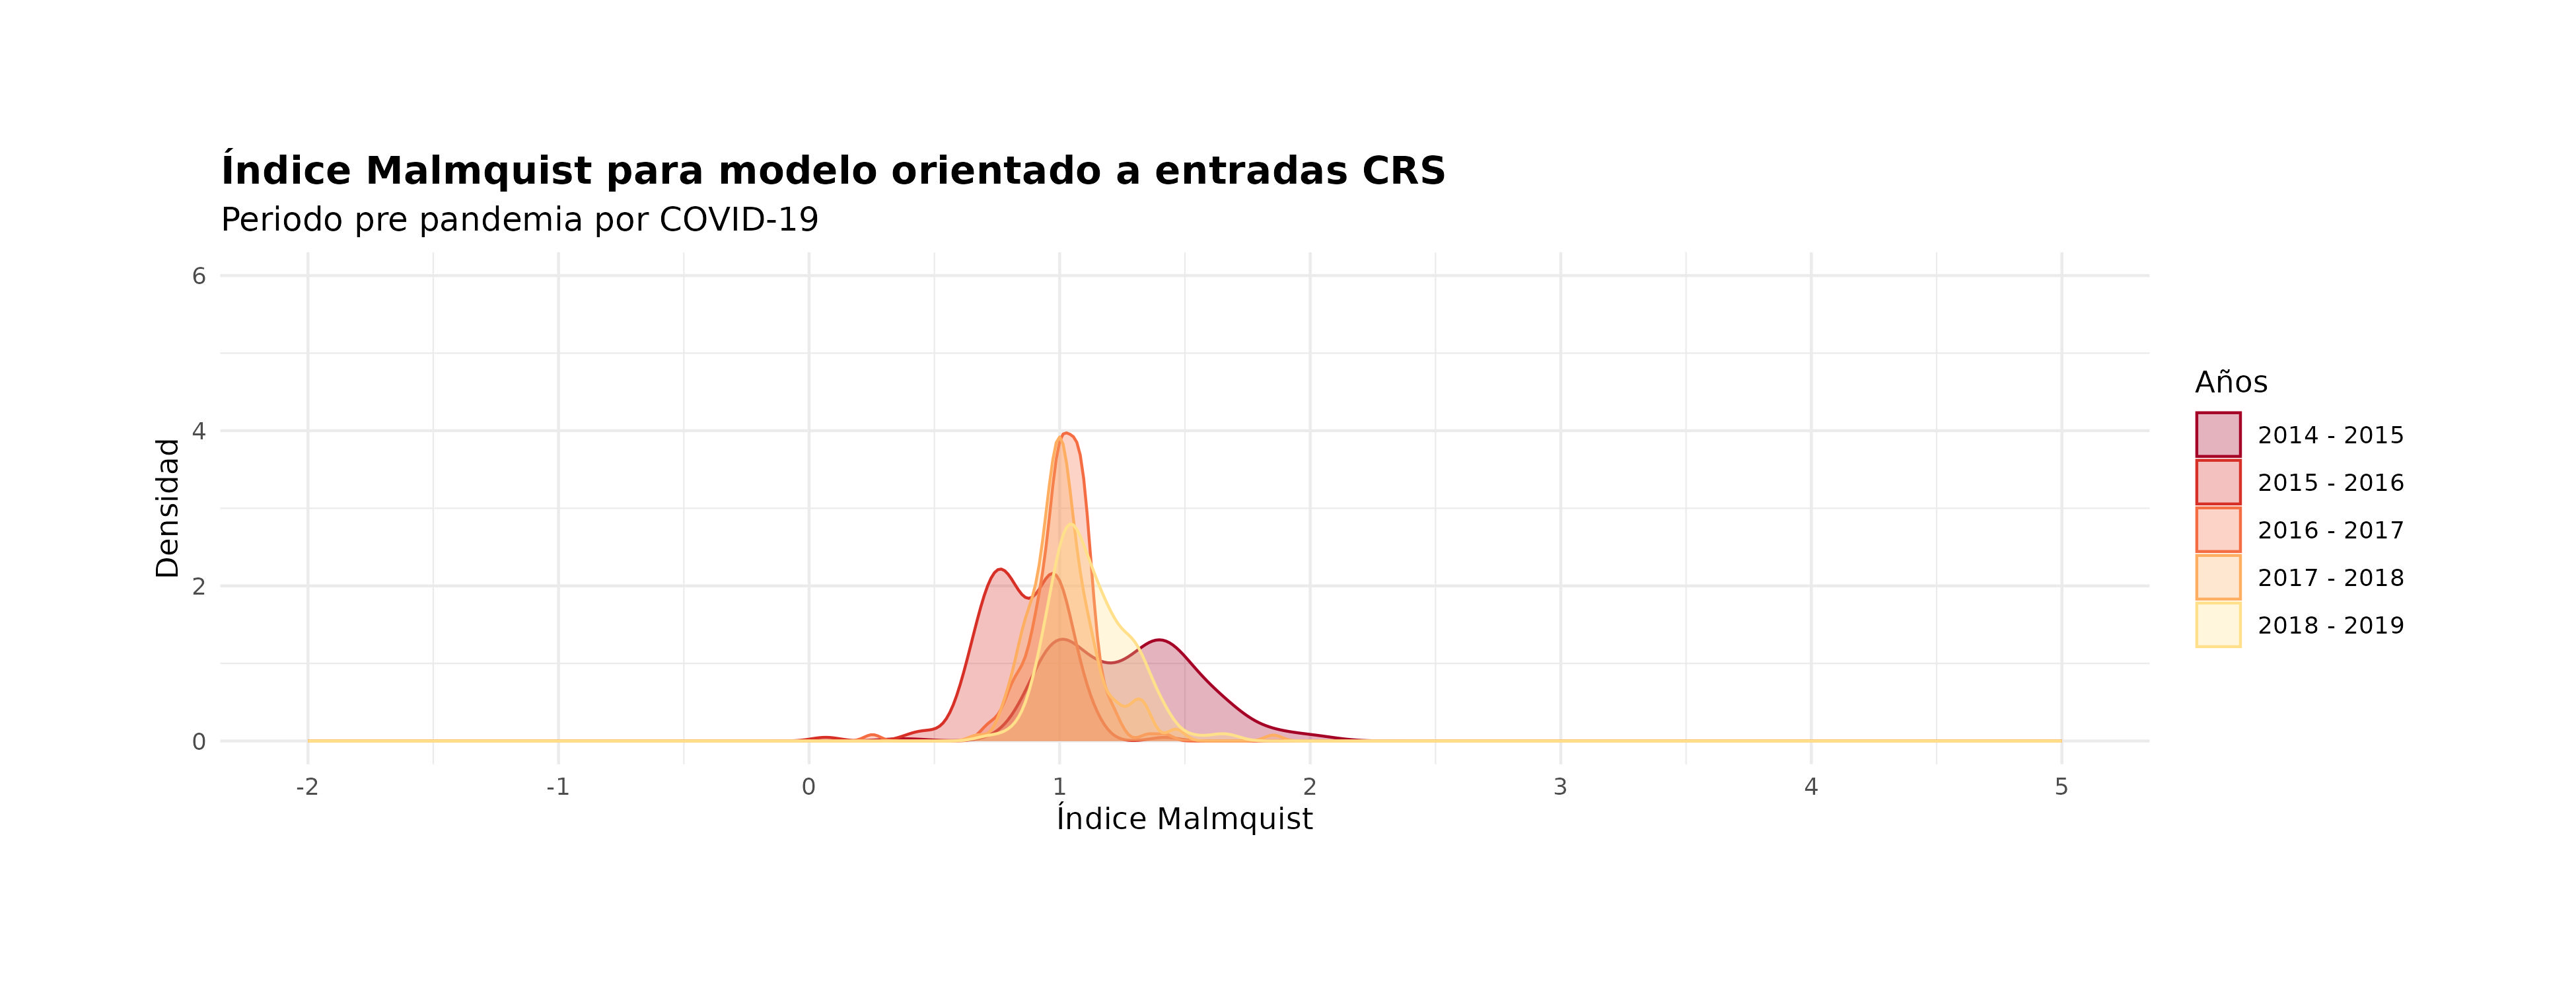 Índice Malmquist para modelo orientado a entradas CRS
Periodo pre pandemia por COVID-19
6
4
2
0
Densidad
-2 -1 0 1 2 3 4 5
Índice Malmquist
Años
2014 - 2015
2015 - 2016
2016 - 2017
2017 - 2018
2018 - 2019